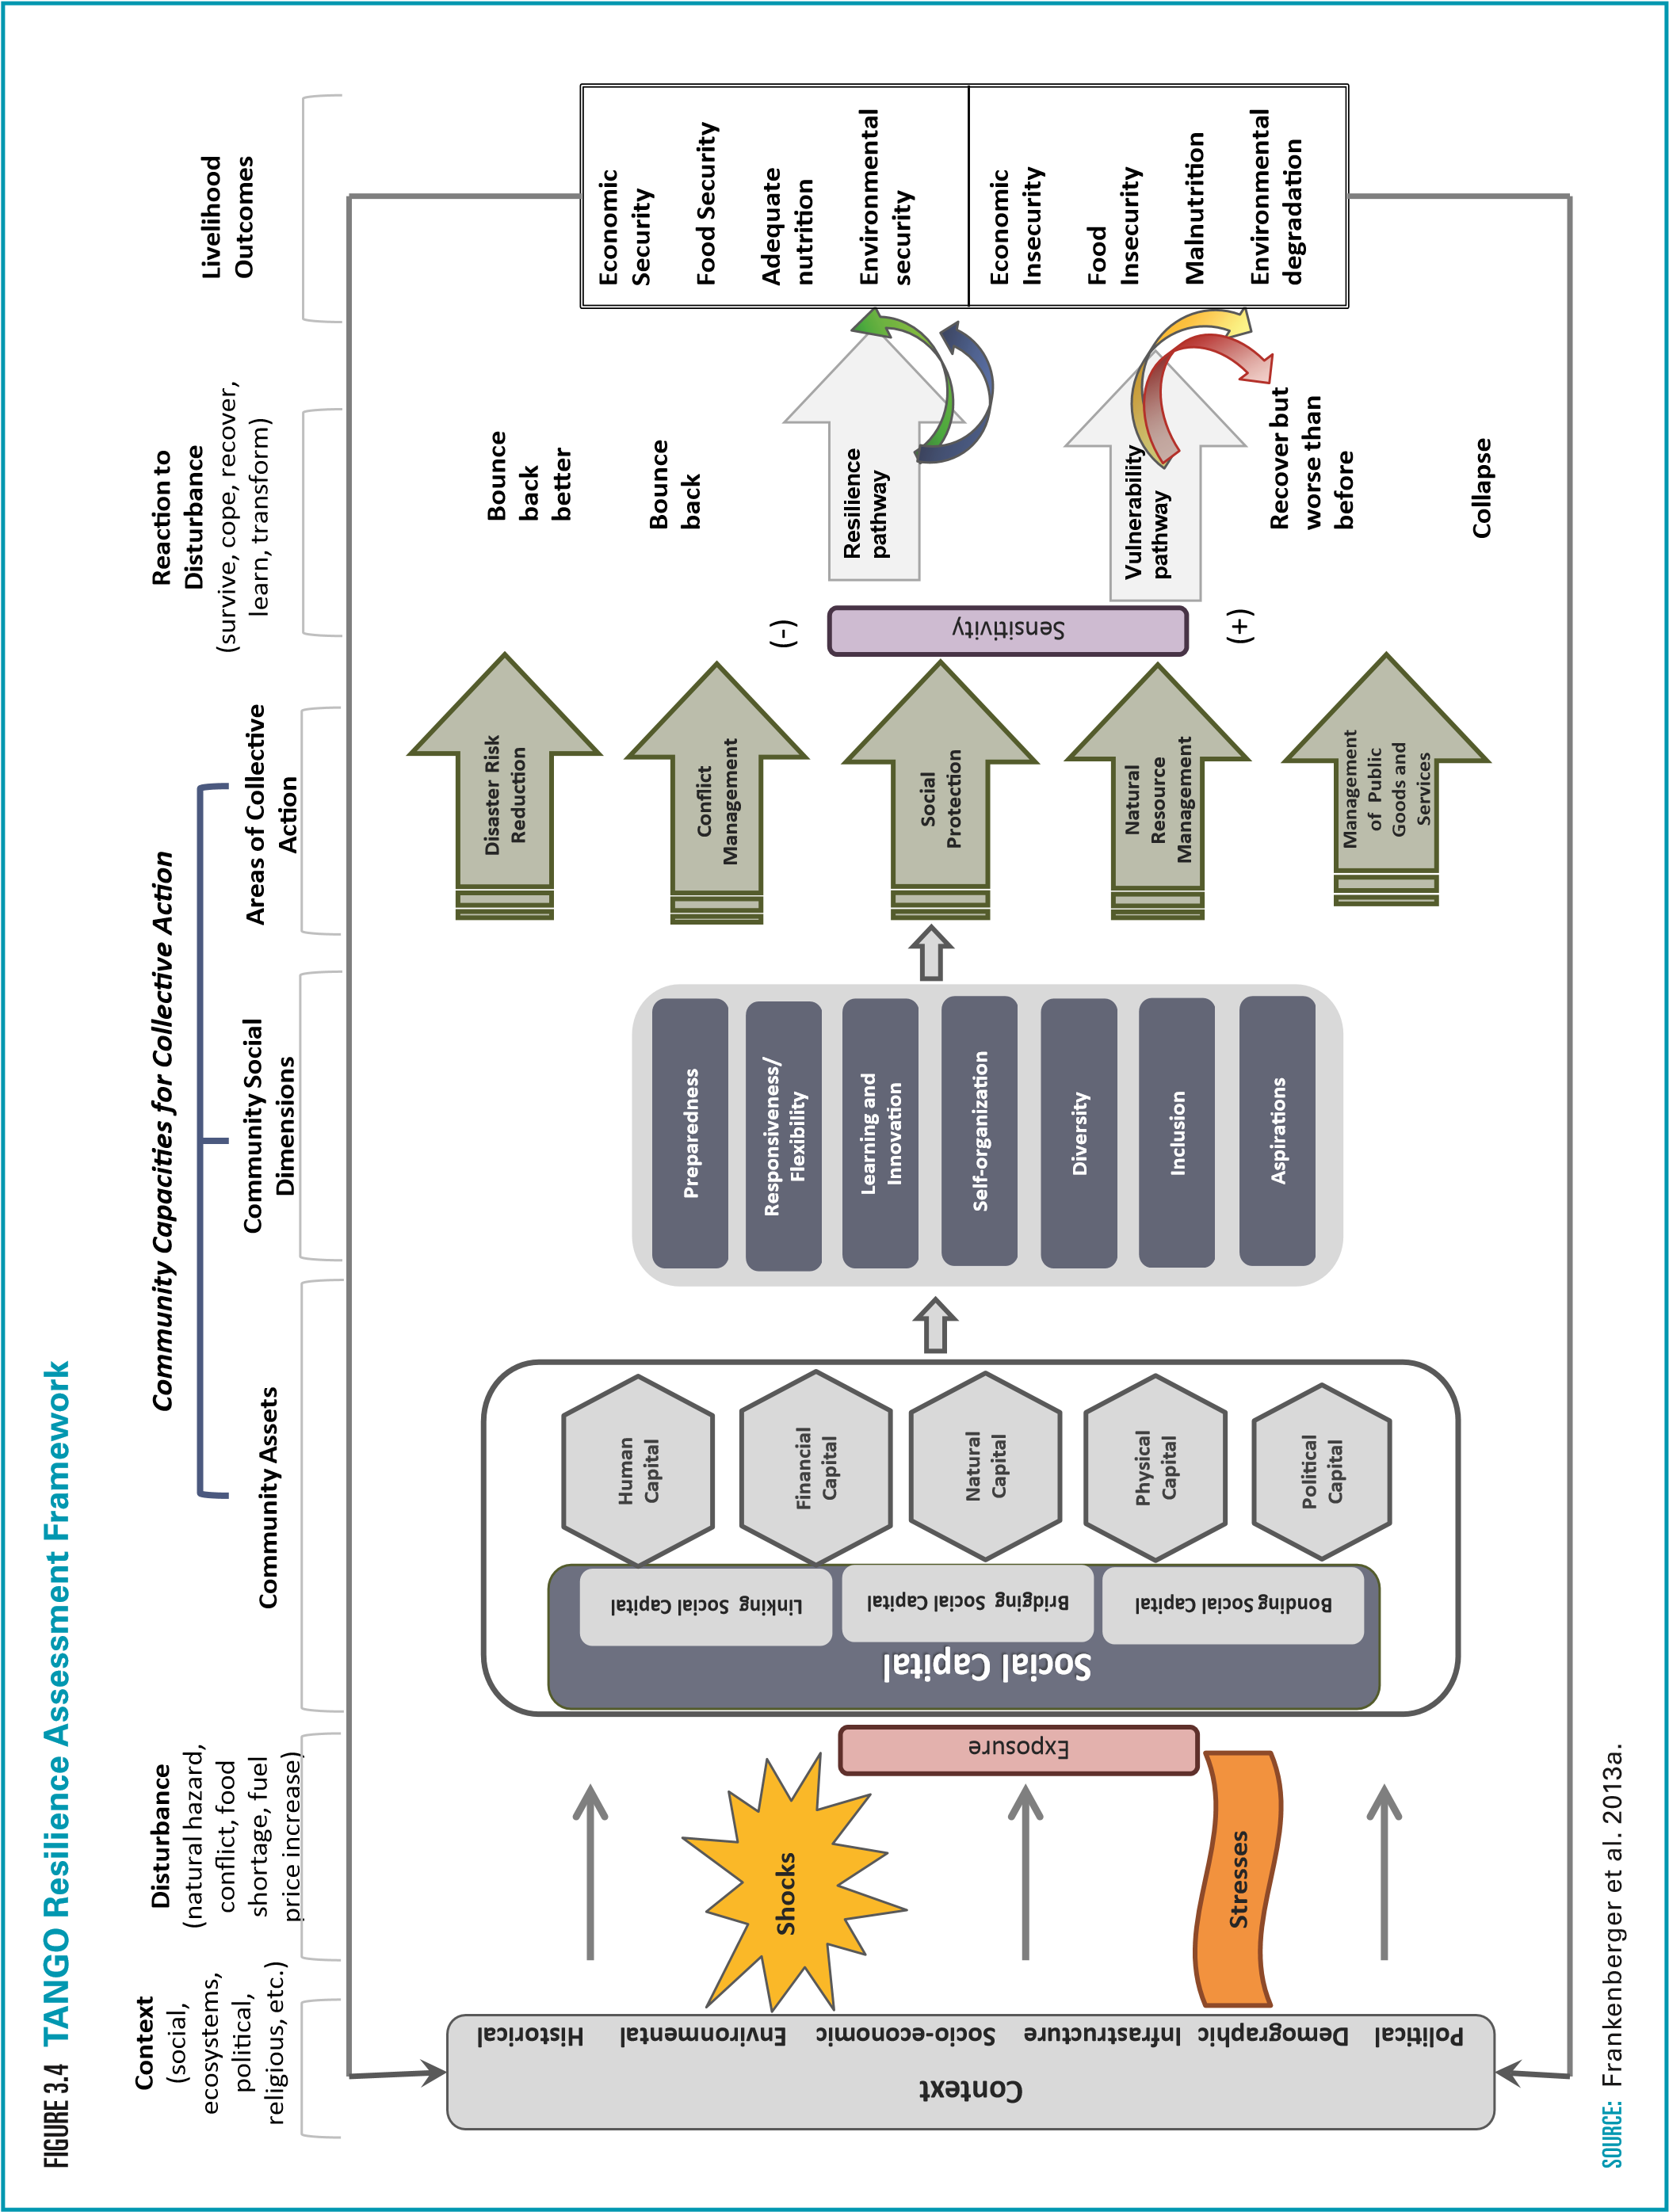 FIGURE 3.4 TANGO Resilience Assessment Framework
Community Capacities for Collective Action
Context
(social,
ecosystems,
political,
religious, etc.)
Disturbance
(natural hazard,
conflict, food
shortage, fuel
price increase)
Community Assets
Community Social
Dimensions
Areas of Collective
Action
Reaction to
Disturbance
(survive, cope, recover,
learn, transform)
Livelihood
Outcomes
Context
Historical
Environmental
Socio-economic
Infrastructure
Demographic
Political
Shocks
Stresses
Exposure
Social Capital
Linking Social Capital
Bridging Social Capital
Bonding Social Capital
Human
Capital
Financial
Capital
Natural
Capital
Physical
Capital
Political
Capital
Preparedness
Responsiveness/
Flexibility
Learning and
Innovation
Self-organization
Diversity
Inclusion
Aspirations
Disaster Risk
Reduction
Conflict
Management
Social
Protection
Natural
Resource
Management
Management
of Public
Goods and
Services
(-)
Sensitivity
(+)
Bounce
back
better
Bounce
back
Resilience
pathway
Vulnerability
pathway
Recover but
worse than
before
Collapse
Economic
Security
Food Security
Adequate
nutrition
Environmental
security
Economic
Insecurity
Food
Insecurity
Malnutrition
Environmental
degradation
SOURCE: Frankenberger et al. 2013a.